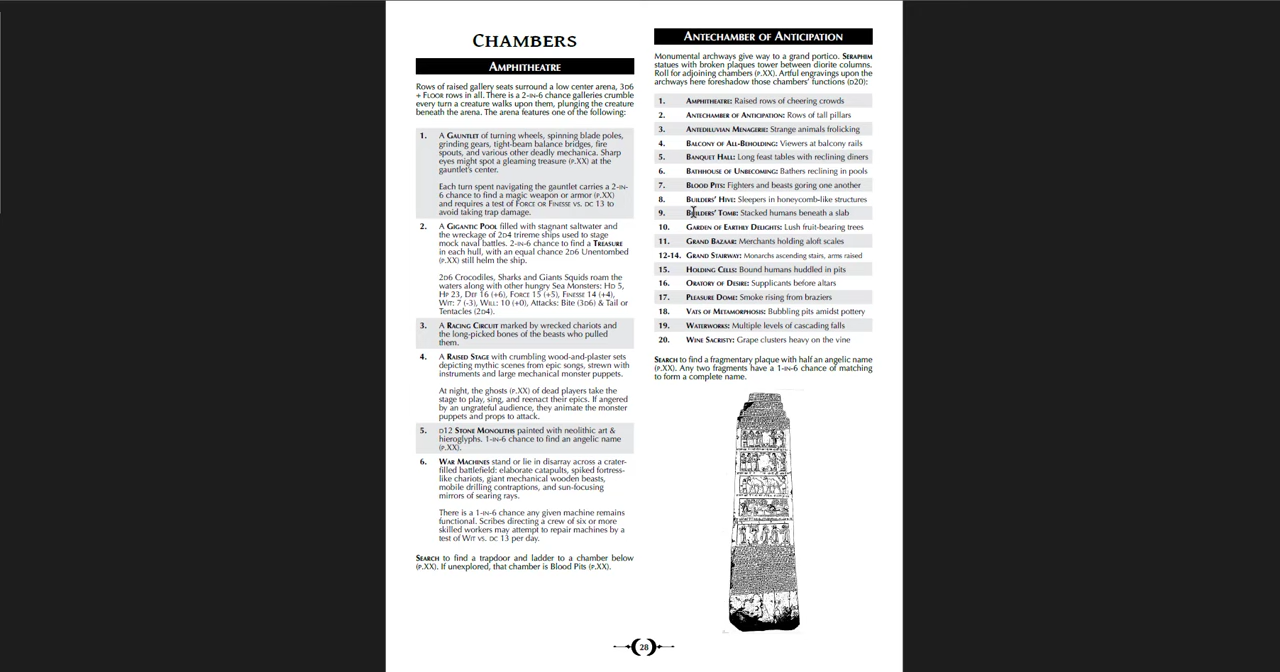 CHAMBERS
AMPHITHEATRE
Rows of raised gallery seats surround a low center arena, 3D6
+ FLOOR rows in all. There is a 2-IN-6 chance galleries crumble
every turn a creature walks upon them, plunging the creature
beneath the arena. The arena features one of the following:
1. A GAUNTLET of turning wheels, spinning blade poles,
grinding gears, tight-beam balance bridges, fire
spouts, and various other deadly mechanica. Sharp
eyes might spot a gleaming treasure (P.XX) at the
gauntlet's center.
Each turn spent navigating the gauntlet carries a 2-IN-
6 chance to find a magic weapon or armor (P.XX)
and requires a test of FORCE OR FINESSE VS. DC 13 to
avoid taking trap damage.
2. A GIGANTIC POOL filled with stagnant saltwater and
the wreckage of 2D4 trireme ships used to stage
mock naval battles. 2-IN-6 chance to find a TREASURE
in each hull, with an equal chance 2D6 Unentombed
(P.XX) still helm the ship.
2D6 Crocodiles, Sharks and Giants Squids roam the
waters along with other hungry Sea Monsters: HD 5,
HP 23, DEF 16 (+6), FORCE 15 (+5), FINESSE 14 (+4),
WIT: 7 (-3), WILL: 10 (+0), Attacks: Bite (3D6) & Tail or
Tentacles (2D4).
3. A RACING CIRCUIT marked by wrecked chariots and
the long-picked bones of the beasts who pulled
them.
4. A RAISED STAGE with crumbling wood-and-plaster sets
depicting mythic scenes from epic songs, strewn with
instruments and large mechanical monster puppets.
At night, the ghosts (P.XX) of dead players take the
stage to play, sing, and reenact their epics. If angered
by an ungrateful audience, they animate the monster
puppets and props to attack.
5. D12 STONE MONOLITHS painted with neolithic art &
hieroglyphs. 1-IN-6 chance to find an angelic name
(P.XX).
6. WAR MACHINES stand or lie in disarray across a crater-
filled battlefield: elaborate catapults, spiked fortress-
like chariots, giant mechanical wooden beasts,
mobile drilling contraptions, and sun-focusing
mirrors of searing rays.
There is a 1-IN-6 chance any given machine remains
functional. Scribes directing a crew of six or more
skilled workers may attempt to repair machines by a
test of WIT VS. DC 13 per day.
SEARCH to find a trapdoor and ladder to a chamber below
(P.XX). If unexplored, that chamber is Blood Pits (P.XX).
ANTECHAMBER OF ANTICIPATION
Monumental archways give way to a grand portico. SERAPHIM
statues with broken plaques tower between diorite columns.
Roll for adjoining chambers (P.XX). Artful engravings upon the
archways here foreshadow those chambers' functions (D20):
1. AMPHITHEATRE: Raised rows of cheering crowds
2. ANTECHAMBER OF ANTICIPATION: Rows of tall pillars
3. ANTEDILUVIAN MENAGERIE: Strange animals frolicking
4. BALCONY OF ALL-BEHOLDING: Viewers at balcony rails
5. BANQUET HALL: Long feast tables with reclining diners
6. BATHHOUSE OF UNBECOMING: Bathers reclining in pools
7. BLOOD PITS: Fighters and beasts goring one another
8. BUILDERS' HIVE: Sleepers in honeycomb-like structures
9. BUILDERS' TOMB: Stacked humans beneath a slab
10. GARDEN OF EARTHLY DELIGHTS: Lush fruit-bearing trees
11. GRAND BAZAAR: Merchants holding aloft scales
12-14. GRAND STAIRWAY: Monarchs ascending stairs, arms raised
15. HOLDING CELLS: Bound humans huddled in pits
16. ORATORY OF DESIRE: Supplicants before altars
17. PLEASURE DOME: Smoke rising from braziers
18. VATS OF METAMORPHOSIS: Bubbling pits amidst pottery
19. WATERWORKS: Multiple levels of cascading falls
20. WINE SACRISTY: Grape clusters heavy on the vine
SEARCH to find a fragmentary plaque with half an angelic name
(P.XX). Any two fragments have a 1-IN-6 chance of matching
to form a complete name.
28